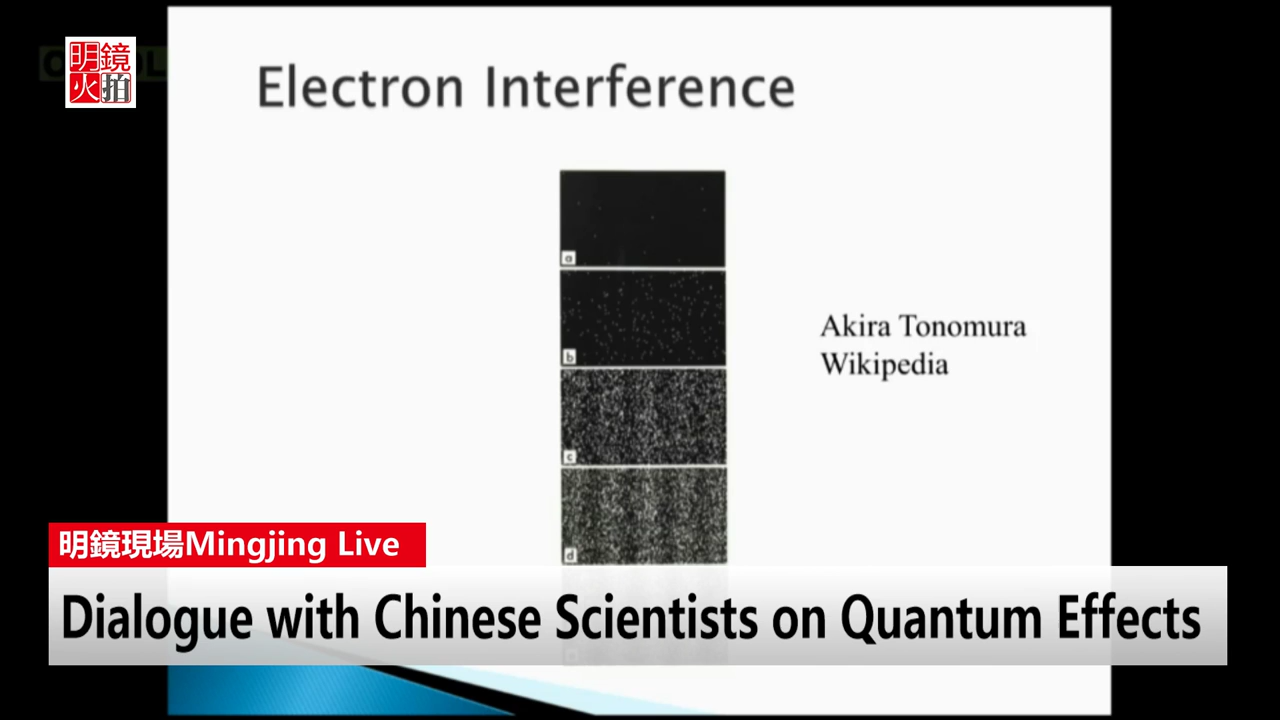 明鏡
火拍
Electron Interference
a
b
c
d
Akira Tonomura
Wikipedia
明鏡現場Mingjing Live
Dialogue with Chinese Scientists on Quantum Effects